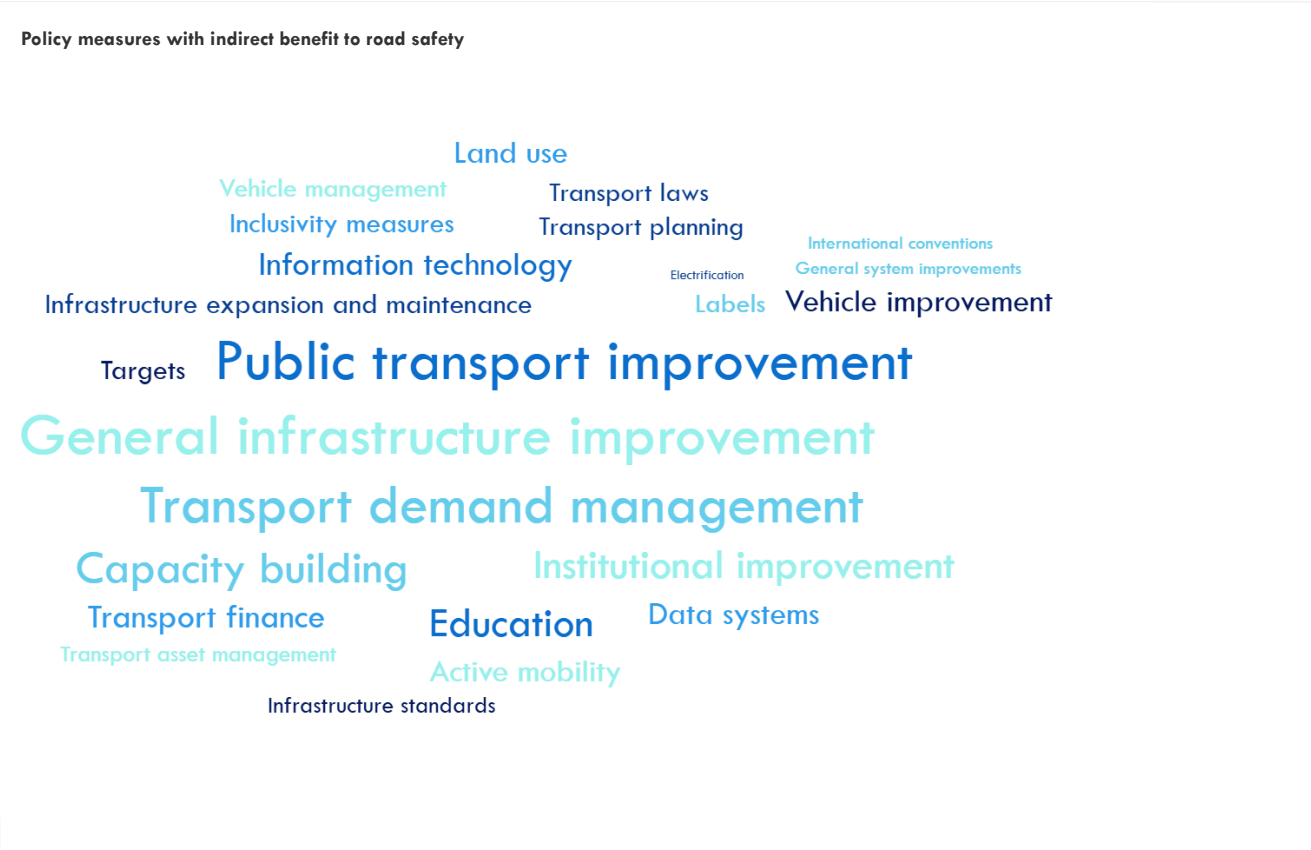 Policy measures with indirect benefit to road safety
Land use
Vehicle management
Transport laws
Inclusivity measures
Transport planning
International conventions
Information technology
Electrification
General system improvements
Infrastructure expansion and maintenance
Labels
Vehicle improvement
Targets
Public transport improvement
General infrastructure improvement
Transport demand management
Capacity building
Institutional improvement
Transport finance
Education
Data systems
Transport asset management
Active mobility
Infrastructure standards